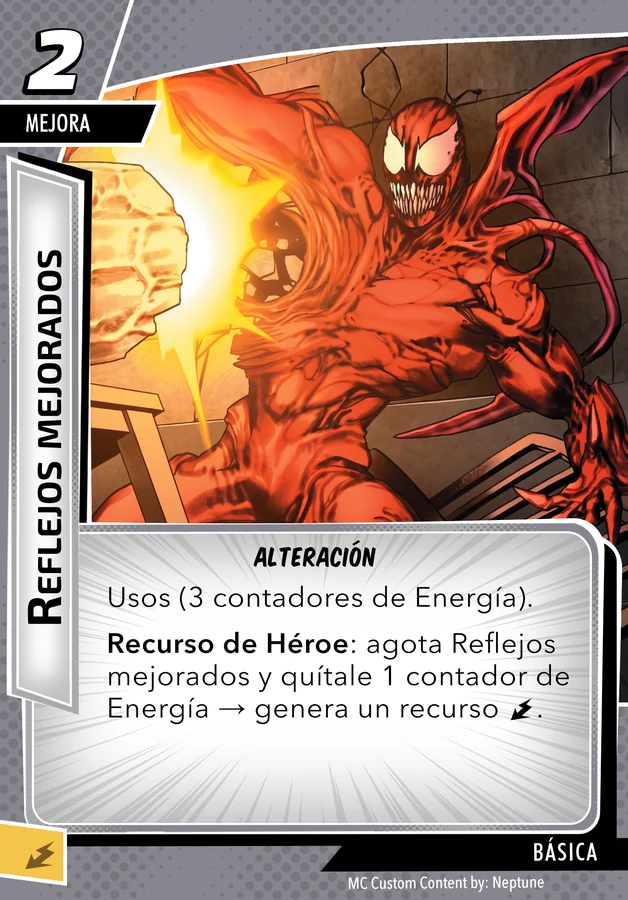 2
MEJORA
REFLEJOS MEJORADOS
ALTERACIÓN
Usos (3 contadores de Energía).
Recurso de Héroe: agota Reflejos
mejorados y quítale 1 contador de
Energía → genera un recurso .
BÁSICA
MC Custom Content by: Neptune